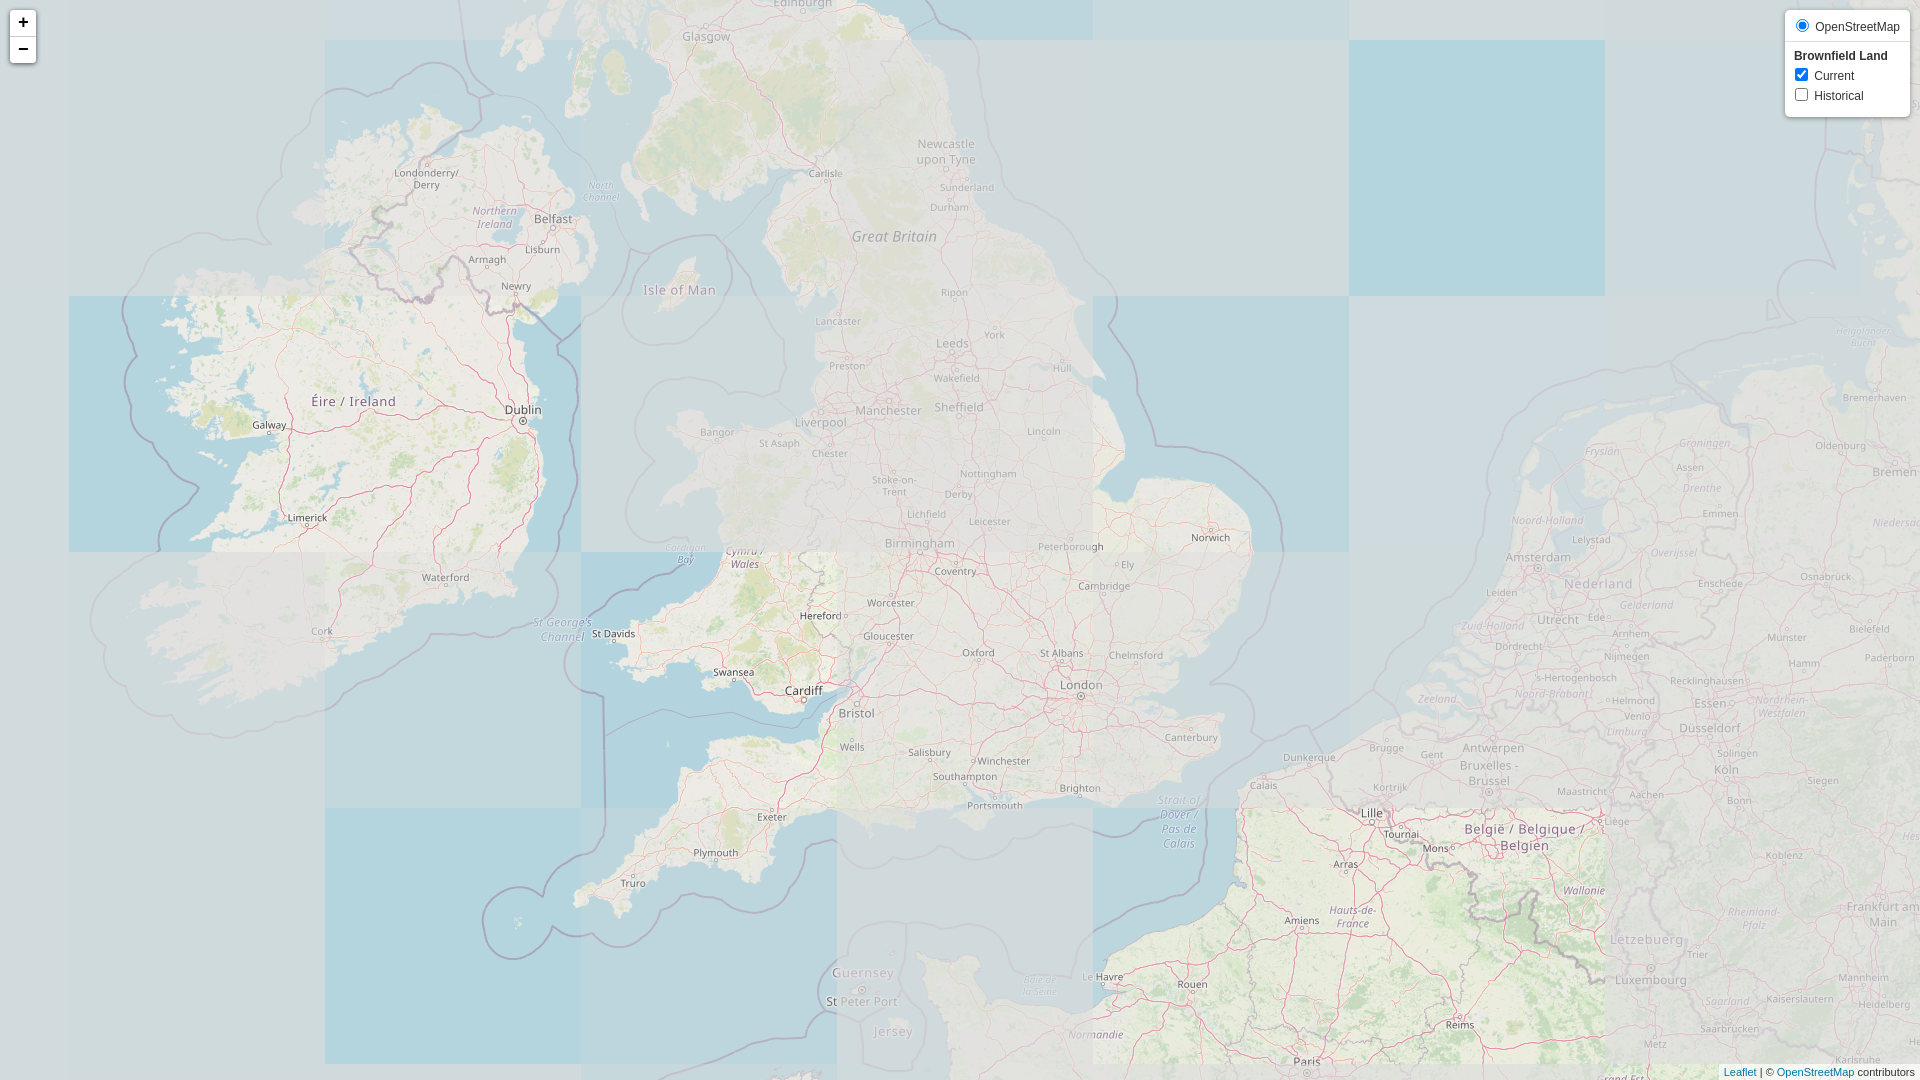 +
−
OpenStreetMap
Brownfield Land
Current
Historical
Edinburgh
Glasgow
Newcastle
upon Tyne
Londonderry/
Derry
Carlisle
North
Channel
Sunderland
Durham
Northern
Ireland
Belfast
Great Britain
Lisburn
Armagh
Newry
Isle of Man
Ripon
Lancaster
York
Leeds
Helgoländer
Bucht
Preston
Hull
Wakefield
Éire / Ireland
Dublin
Manchester
Sheffield
Bremerhaven
Galway
Liverpool
Bangor
St Asaph
Lincoln
Chester
Groningen
Oldenburg
Fryslân
Assen
Bremen
Nottingham
Stoke-on-
Trent
Derby
Drenthe
Limerick
Lichfield
Leicester
Emmen
Noord-Holland
Norwich
Lelystad
Birmingham
Peterborough
Cardigan
Bay
Cymru /
Wales
Overijssel
Amsterdam
Ely
Coventry
Waterford
Cambridge
Nederland
Enschede
Osnabrück
Leiden
Worcester
Gelderland
Hereford
Utrecht
Ede
St George's
Channel
Cork
St Davids
Gloucester
Zuid-Holland
Arnhem
Münster
Bielefeld
Oxford
St Albans
Chelmsford
Dordrecht
Nijmegen
Hamm
Paderborn
Swansea
's-Hertogenbosch
Recklinghausen
Cardiff
London
Noord-Brabant
Zeeland
Helmond
Essen
Nordrhein-
Westfalen
Bristol
Venlo
Düsseldorf
Limburg
Canterbury
Wells
Salisbury
Brugge
Gent
Antwerpen
Solingen
Winchester
Dunkerque
Bruxelles -
Brussel
Köln
Southampton
Calais
Kortrijk
Maastricht
Aachen
Siegen
Brighton
Portsmouth
Bonn
Strait of
Dover /
Pas de
Calais
Exeter
Lille
Tournai
Mons
België / Belgique /
Belgien
Liège
Plymouth
Arras
Koblenz
Truro
Wallonie
Frankfurt am
Main
Amiens
Hauts-de-
France
Rheinland-
Pfalz
Letzebuerg
Trier
Guernsey
Le Havre
Baie de
la Seine
Rouen
Luxembourg
Mannheim
St Peter Port
Saarland
Kaiserslautern
Heidelberg
Jersey
Normandie
Reims
Saarbrücken
Metz
Paris
Karlsruhe
Leaflet | © OpenStreetMap contributors